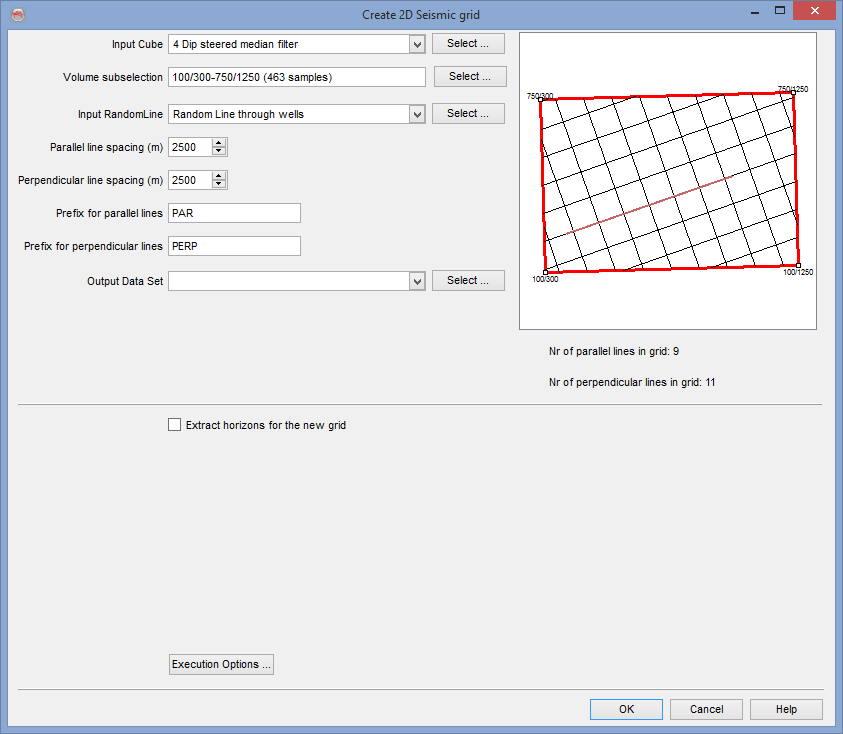 Create 2D Seismic grid
Input Cube 4 Dip steered median filter Select ...
Volume subselection 100/300-750/1250 (463 samples) Select ...
Input RandomLine Random Line through wells Select ...
Parallel line spacing (m) 2500
Perpendicular line spacing (m) 2500
Prefix for parallel lines PAR
Prefix for perpendicular lines PERP
Output Data Set Select ...
750/300 750/1250
100/300 100/1250
Nr of parallel lines in grid: 9
Nr of perpendicular lines in grid: 11
Extract horizons for the new grid
Execution Options ...
OK Cancel Help